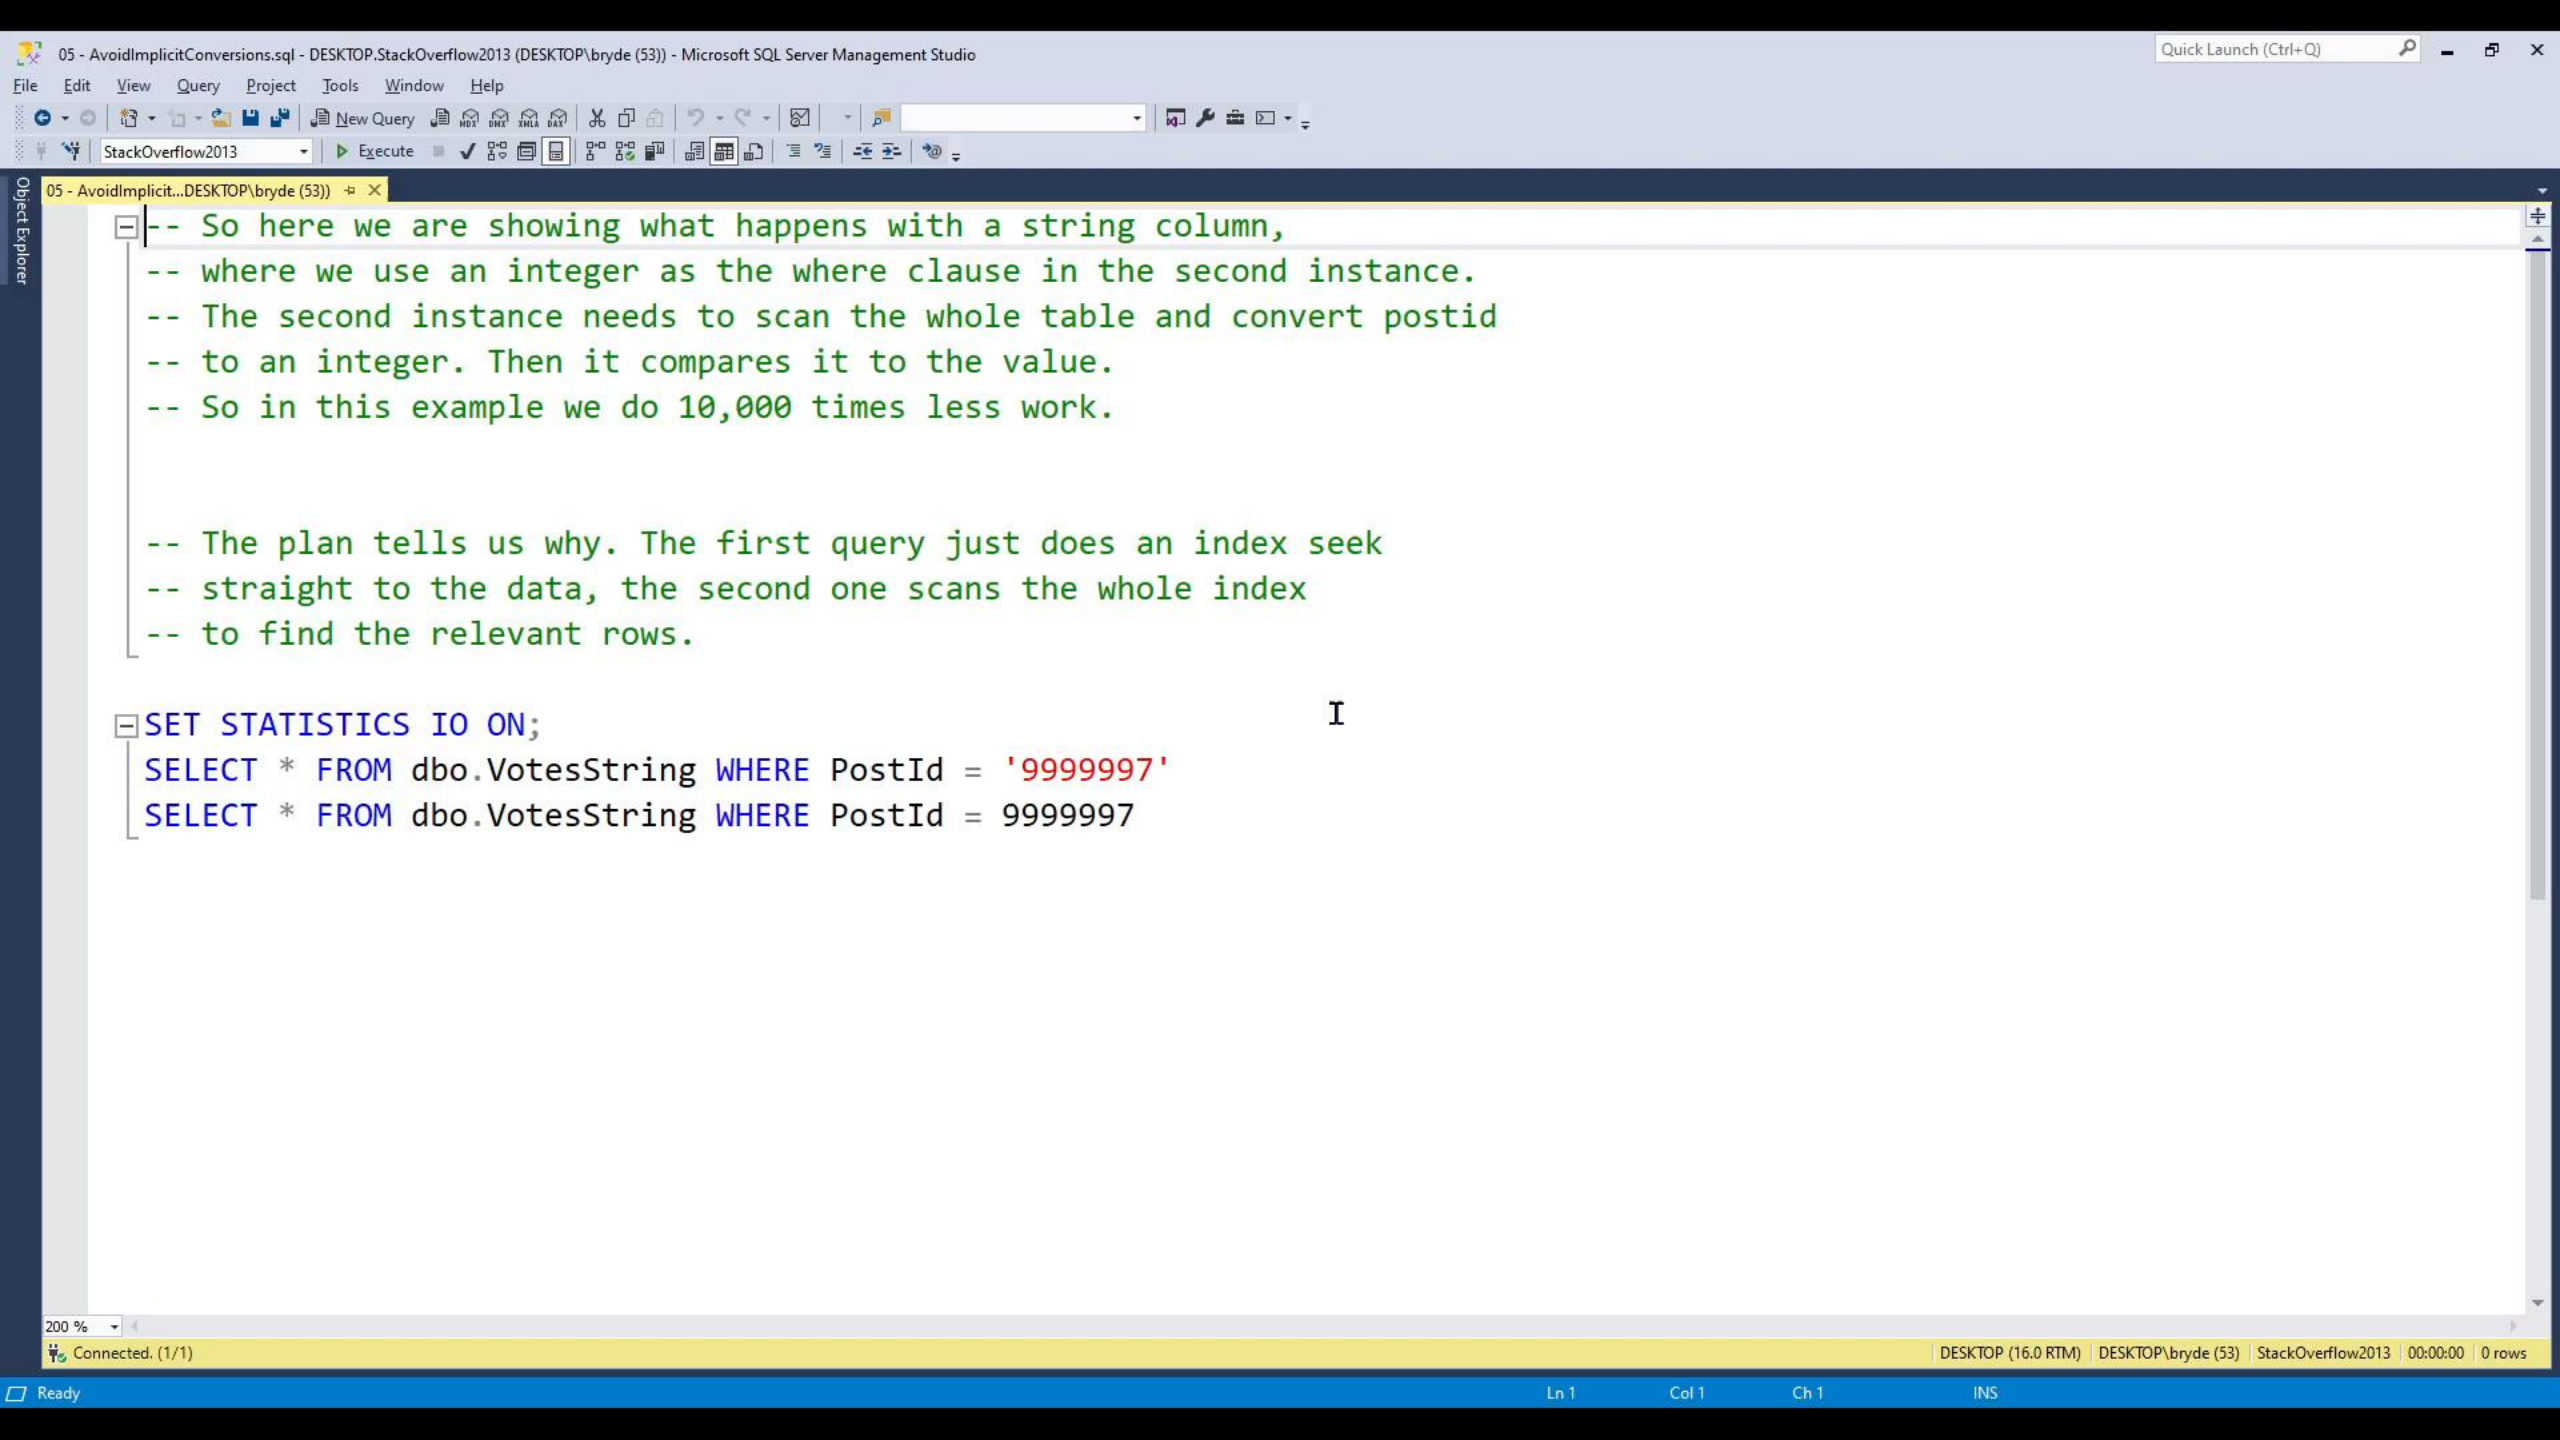 05 - AvoidImplicitConversions.sql - DESKTOP.StackOverflow2013 (DESKTOP\bryde (53)) - Microsoft SQL Server Management Studio
Quick Launch (Ctrl+Q)
File Edit View Query Project Tools Window Help
New Query MDX DMX XMLA DAX
StackOverflow2013 Execute
Object Explorer
05 - AvoidImplicit...DESKTOP\bryde (53))
-- So here we are showing what happens with a string column,
-- where we use an integer as the where clause in the second instance.
-- The second instance needs to scan the whole table and convert postid
-- to an integer. Then it compares it to the value.
-- So in this example we do 10,000 times less work.
-- The plan tells us why. The first query just does an index seek
-- straight to the data, the second one scans the whole index
-- to find the relevant rows.
SET STATISTICS IO ON;
SELECT * FROM dbo.VotesString WHERE PostId = '9999997'
SELECT * FROM dbo.VotesString WHERE PostId = 9999997
200 %
Connected. (1/1)
DESKTOP (16.0 RTM) DESKTOP\bryde (53) StackOverflow2013 00:00:00 0 rows
Ready
Ln 1 Col 1 Ch 1 INS